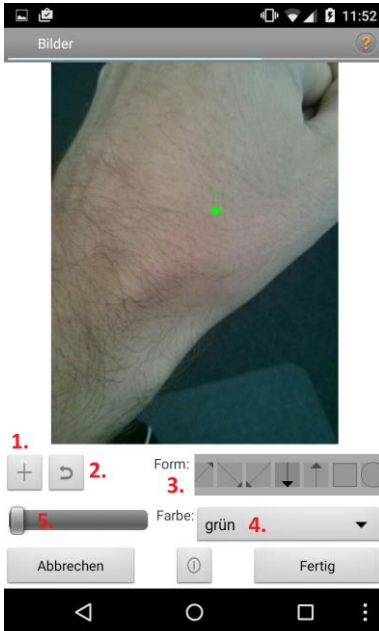 11:52
Bilder
?
1.
+
2.
Form:
3.
5.
Farbe:
grün
4.
Abbrechen
Fertig